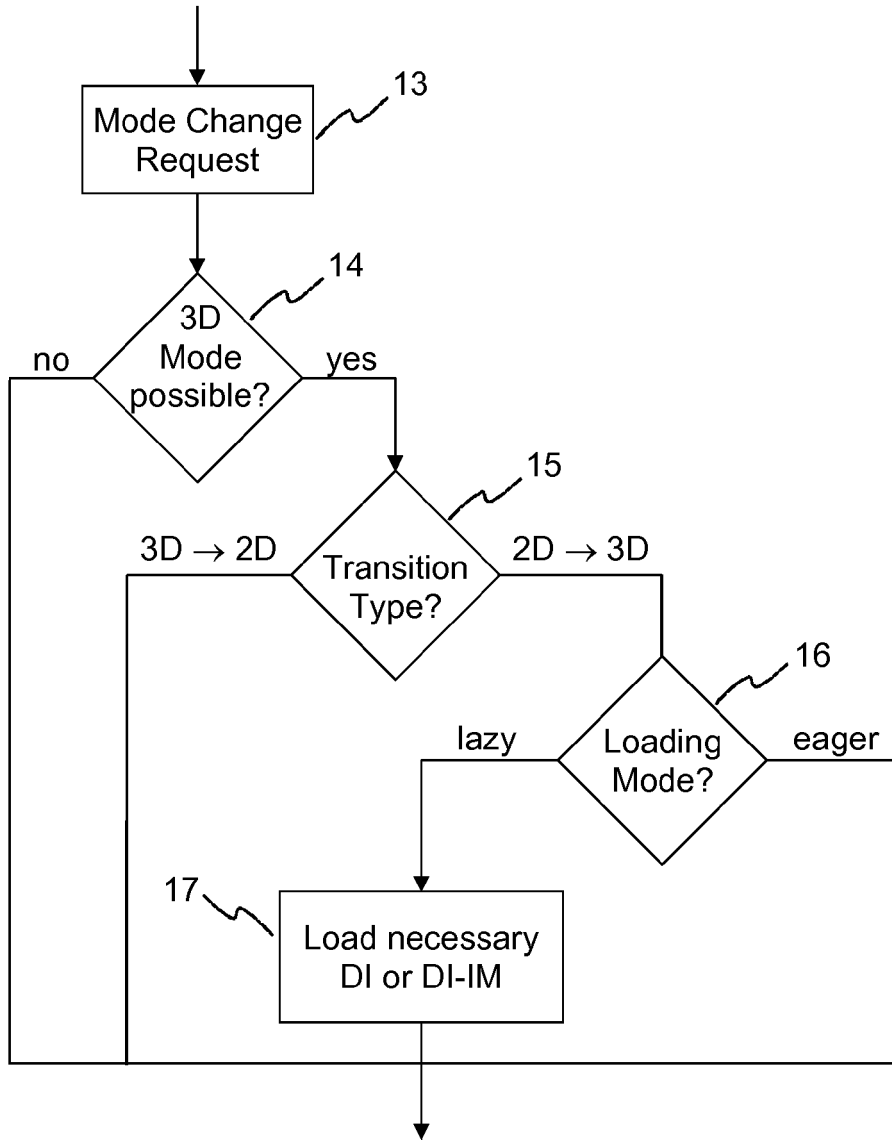 13
Mode Change
Request
14
3D
Mode
possible?
no
yes
15
3D → 2D
Transition
Type?
2D → 3D
16
lazy
Loading
Mode?
eager
17
Load necessary
DI or DI-IM